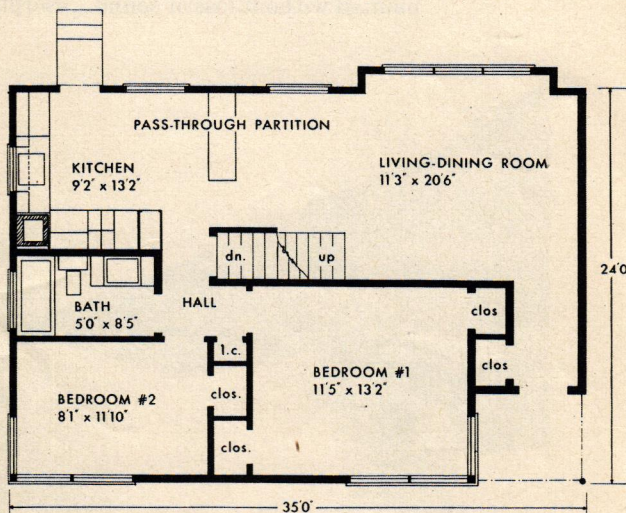 PASS-THROUGH PARTITION
KITCHEN
9'2" x 13'2"
LIVING-DINING ROOM
11'3" x 20'6"
dn.
up
24'0
BATH
5'0" x 8'5"
HALL
clos
l.c.
clos
BEDROOM #1
11'5" x 13'2"
BEDROOM #2
8'1" x 11'10"
clos.
clos.
35'0"